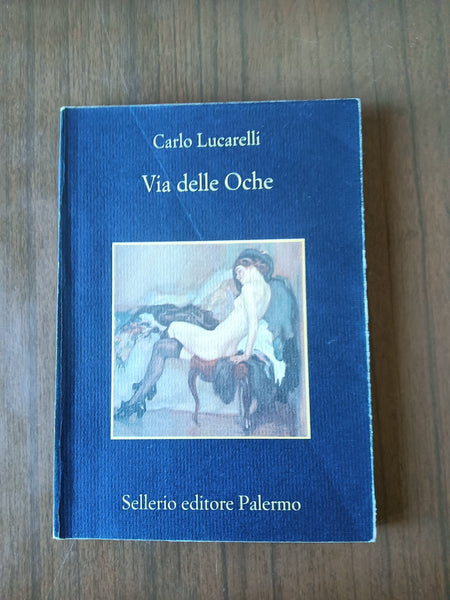 Carlo Lucarelli
Via delle Oche
Sellerio editore Palermo